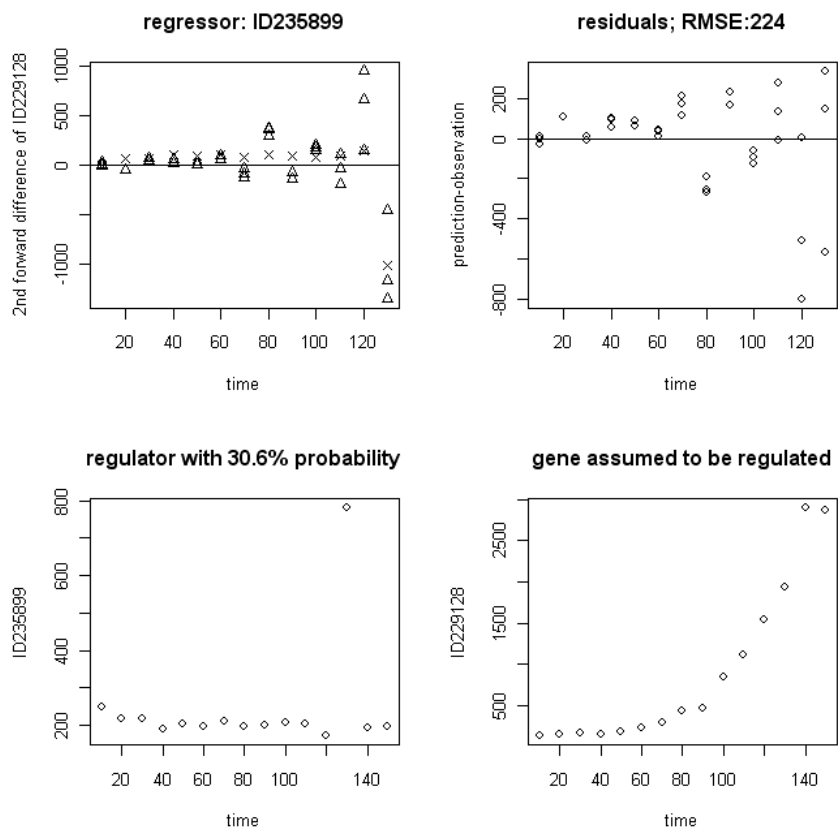 regressor: ID235899
2nd forward difference of ID229128
1000
500
0
-1000
20 40 60 80 100 120
time
residuals; RMSE:224
prediction-observation
200
0
-400
-800
20 40 60 80 100 120
time
regulator with 30.6% probability
ID235899
800
600
400
200
20 40 60 80 100 140
time
gene assumed to be regulated
ID229128
2500
1500
500
20 40 60 80 100 140
time